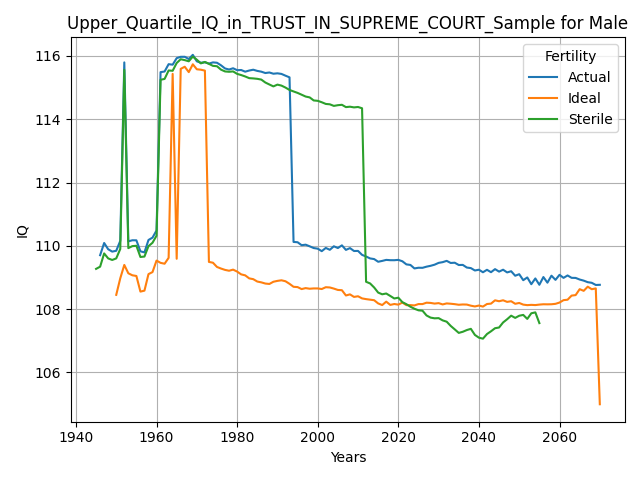 Upper_Quartile_IQ_in_TRUST_IN_SUPREME_COURT_Sample for Male
Fertility
Actual
Ideal
Sterile
IQ
116
114
112
110
108
106
1940
1960
1980
2000
2020
2040
2060
Years